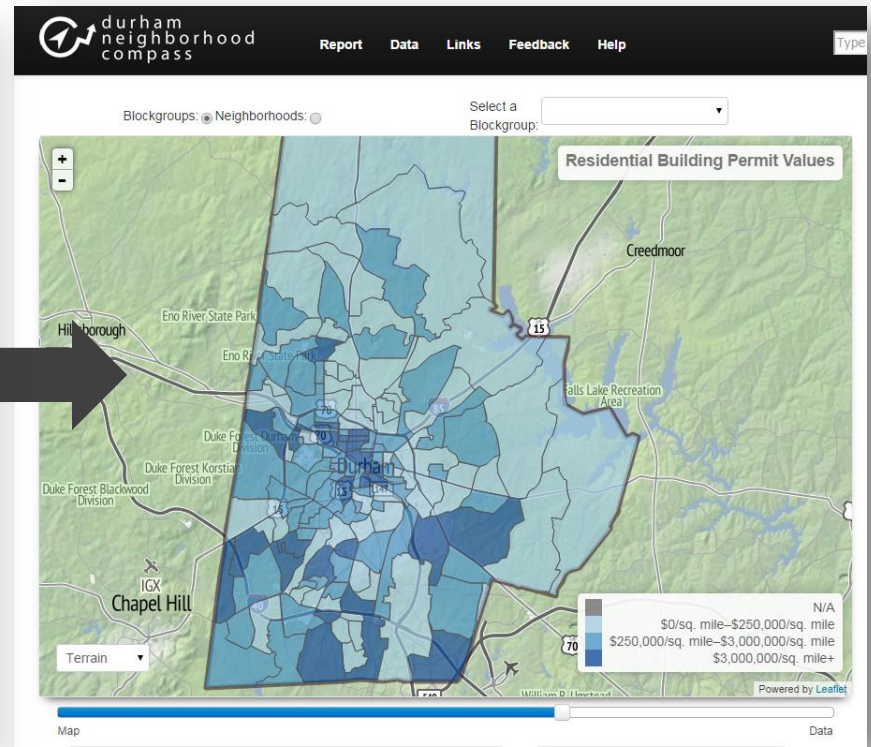 durham
neighborhood
compass
Report Data Links Feedback Help
Type
Blockgroups: Neighborhoods:
Select a
Blockgroup:
+
-
Residential Building Permit Values
Creedmoor
15
Eno River State Park
Hillsborough
Eno River State Park
Falls Lake Recreation
Area
85
70
Duke Forest Durham
Division
70
Duke Forest Korstian
Division
Durham
Duke Forest Blackwood
Division
15
147
15
IGX
Chapel Hill
40
N/A
$0/sq. mile–$250,000/sq. mile
$250,000/sq. mile–$3,000,000/sq. mile
$3,000,000/sq. mile+
70
Terrain
540
William B. Umstead
Powered by Leaflet
Map Data